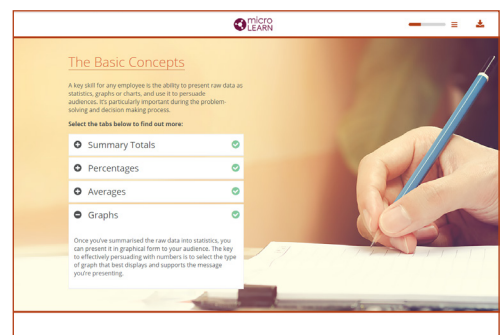 micro
LEARN
The Basic Concepts
A key skill for any employee is the ability to present raw data as
statistics, graphs or charts, and use it to persuade
audiences. It's particularly important during the problem-
solving and decision making process.
Select the tabs below to find out more:
Summary Totals
Percentages
Averages
Graphs
Once you've summarised the raw data into statistics, you
can present it in graphical form to your audience. The key
to effectively persuading with numbers is to select the type
of graph that best displays and supports the message
you're presenting.